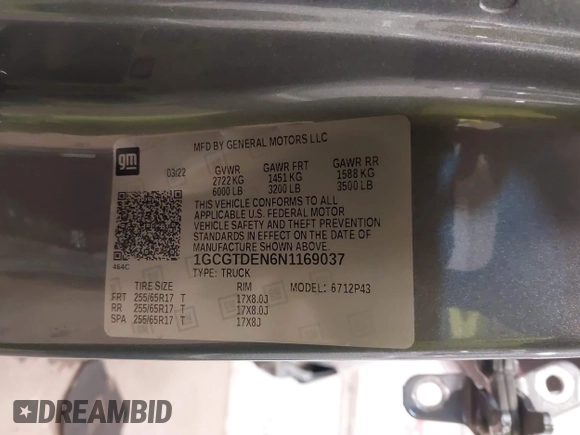 MFD BY GENERAL MOTORS LLC
gm
03/22 GVWR GAWR FRT GAWR RR
2722 KG 1451 KG 1588 KG
6000 LB 3200 LB 3500 LB
THIS VEHICLE CONFORMS TO ALL
APPLICABLE U.S. FEDERAL MOTOR
VEHICLE SAFETY AND THEFT PREVENTION
STANDARDS IN EFFECT ON THE DATE OF
MANUFACTURE SHOWN ABOVE.
464C
1GCGTDEN6N1169037
TYPE: TRUCK MODEL: 6712P43
TIRE SIZE RIM
FRT 255/65R17 T 17X8.0J
RR 255/65R17 T 17X8.0J
SPA 255/65R17 T 17X8J
DREAMBID